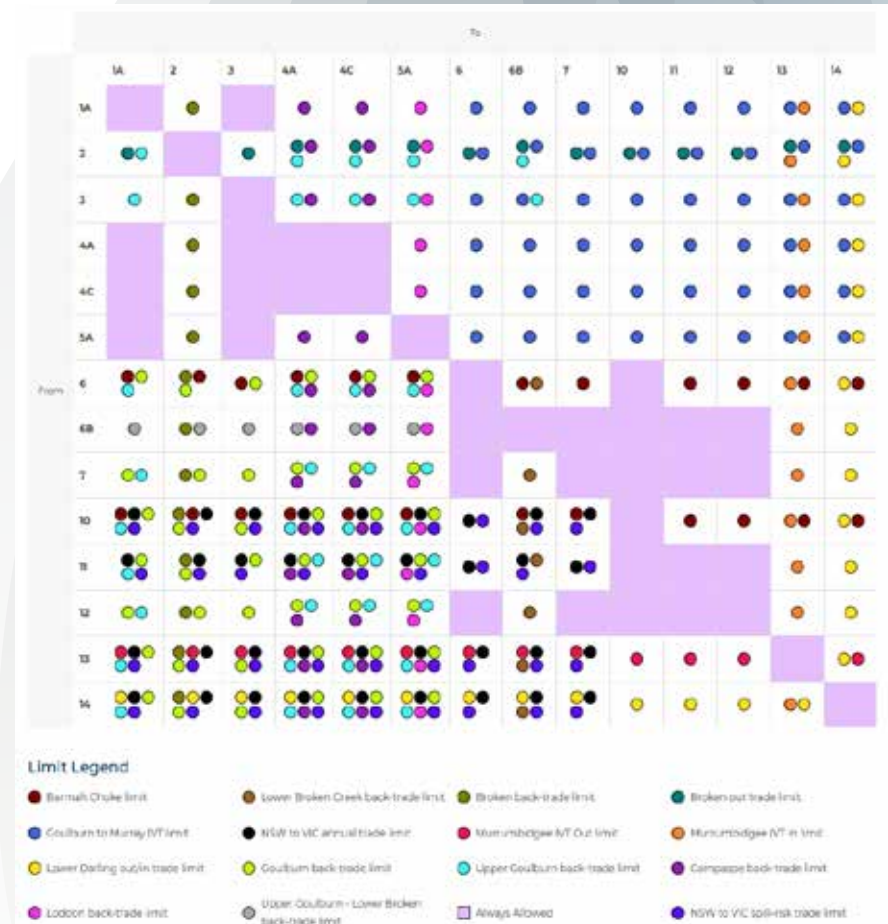 To
1A 2 3 4A 4C 5A 6 6B 7 10 11 12 13 14
From
1A
2
3
4A
4C
5A
6
6B
7
10
11
12
13
14
Limit Legend
Barmah Choke limit
Lower Broken Creek back-trade limit
Broken back-trade limit
Broken out trade limit
Goulburn to Murray IVT limit
NSW to VIC annual trade limit
Murrumbidgee IVT Out limit
Murrumbidgee IVT in limit
Lower Darling out/in trade limit
Goulburn back-trade limit
Upper Goulburn back-trade limit
Campaspe back-trade limit
Loddon back-trade limit
Upper Goulburn - Lower Broken
back-trade limit
Always Allowed
NSW to VIC spill-risk trade limit